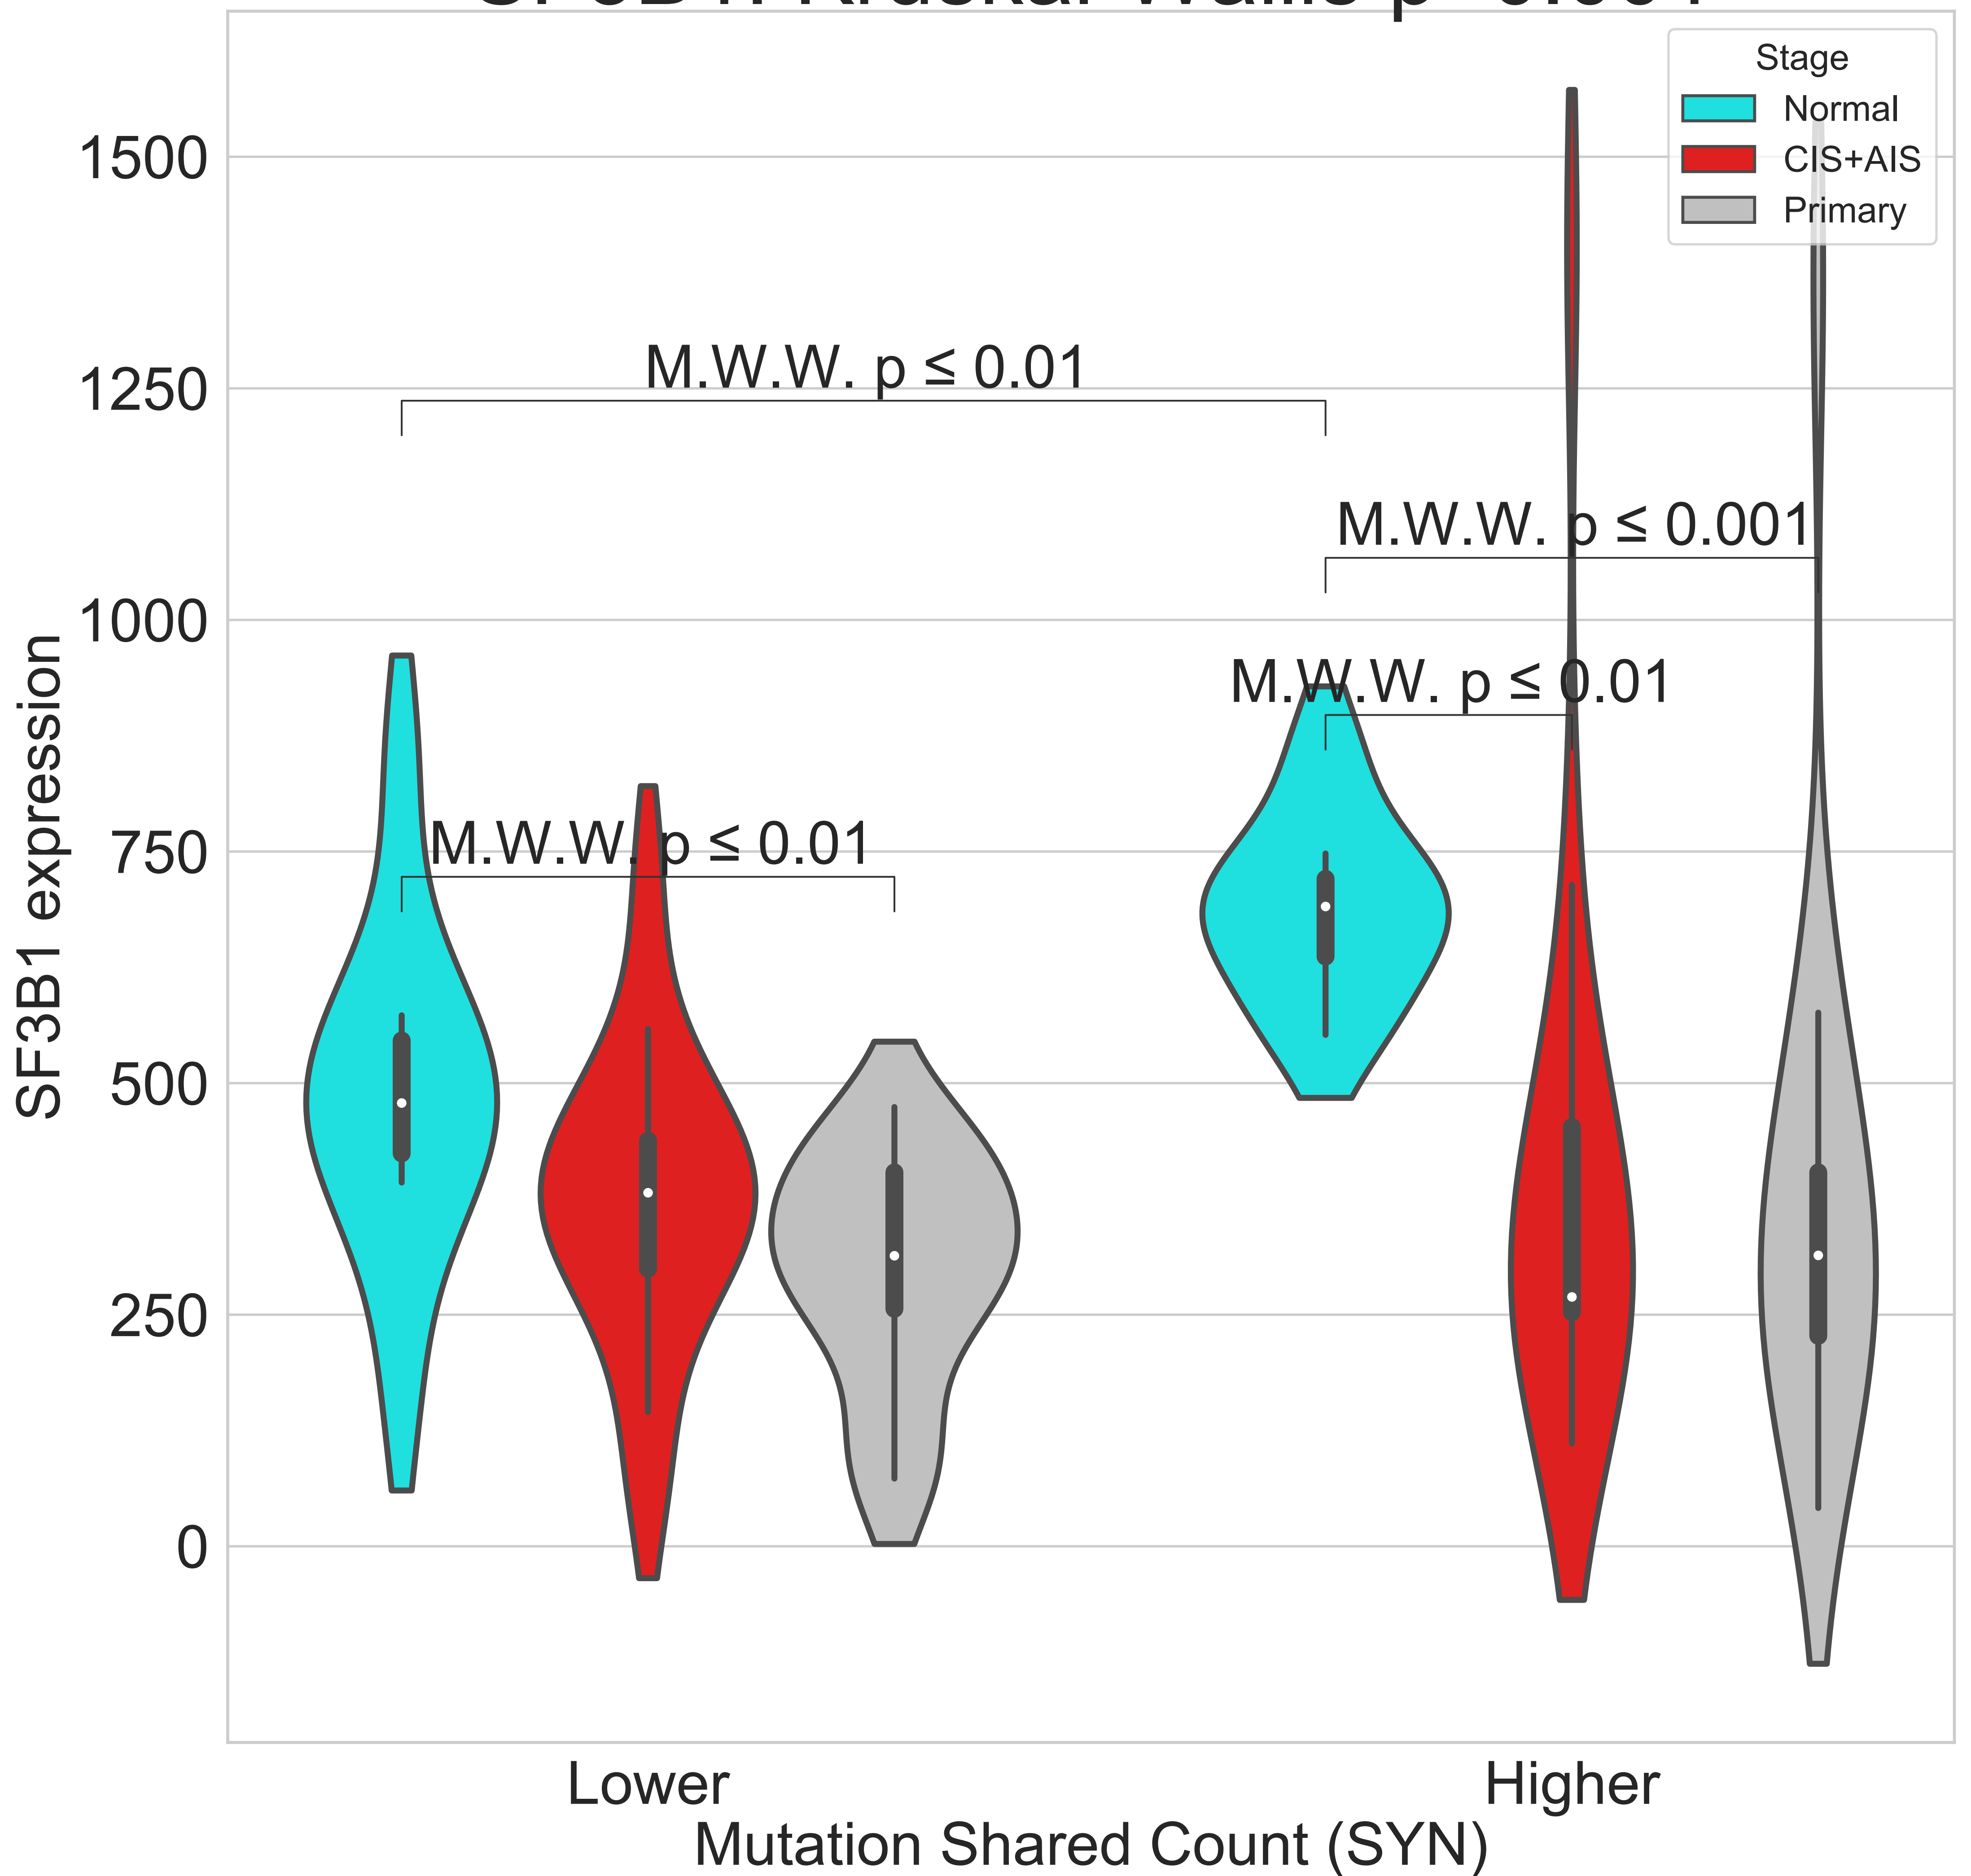 Stage
Normal
CIS+AIS
Primary
1500
1250
1000
750
500
250
0
SF3B1 expression
M.W.W. p ≤ 0.01
M.W.W. p ≤ 0.001
M.W.W. p ≤ 0.01
M.W.W. p ≤ 0.01
Lower
Higher
Mutation Shared Count (SYN)